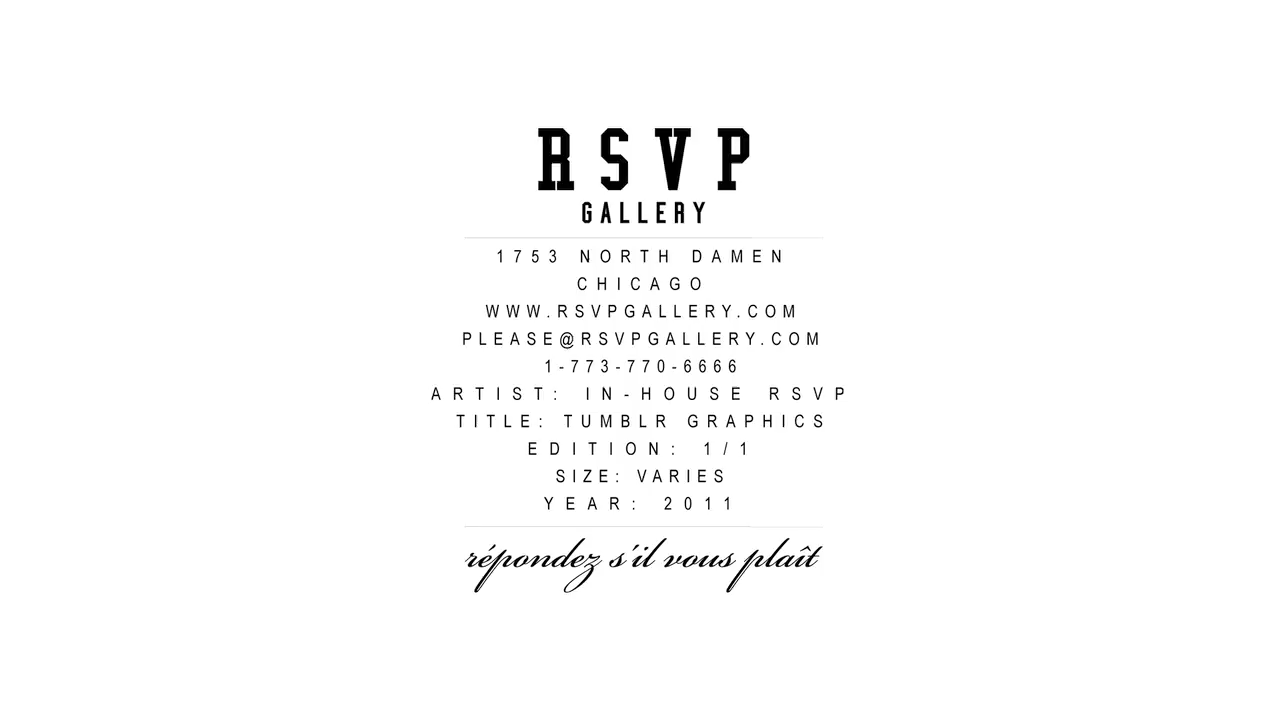 RSVP
GALLERY
1753 NORTH DAMEN
CHICAGO
WWW.RSVPGALLERY.COM
PLEASE@RSVPGALLERY.COM
1-773-770-6666
ARTIST: IN-HOUSE RSVP
TITLE: TUMBLR GRAPHICS
EDITION: 1/1
SIZE: VARIES
YEAR: 2011
répondez s'il vous plaît